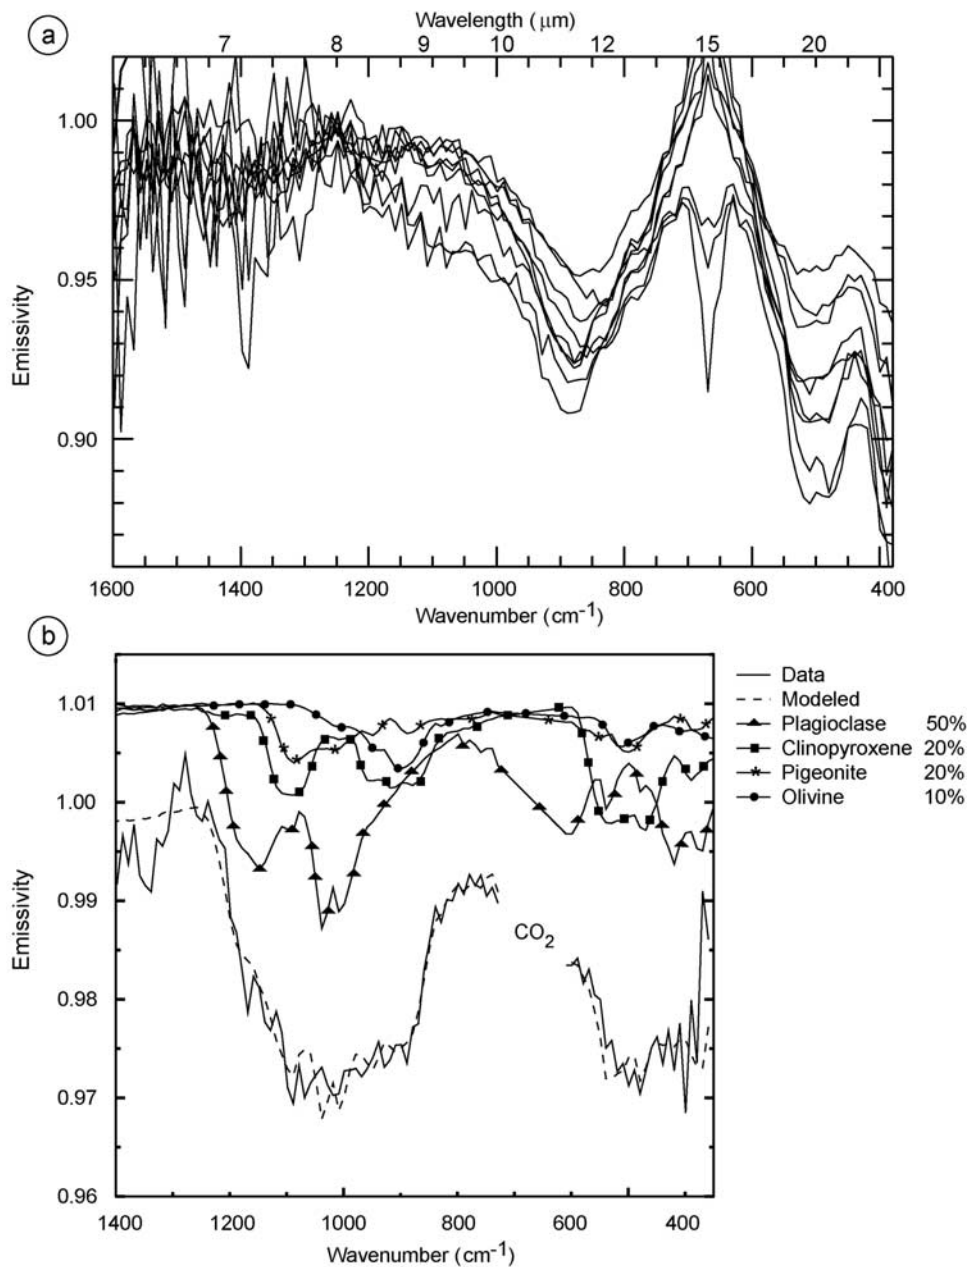 a
Wavelength (μm)
7 8 9 10 12 15 20
1.00
0.95
0.90
Emissivity
1600 1400 1200 1000 800 600 400
Wavenumber (cm-1)
b
1.01
1.00
0.99
0.98
0.97
0.96
Emissivity
CO2
Data
Modeled
Plagioclase 50%
Clinopyroxene 20%
Pigeonite 20%
Olivine 10%
1400 1200 1000 800 600 400
Wavenumber (cm-1)